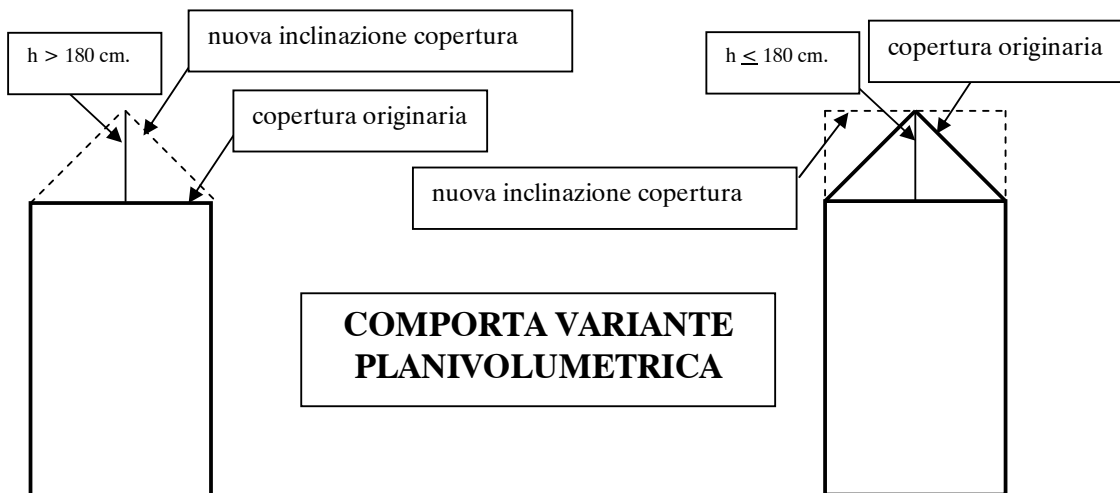 nuova inclinazione copertura
h > 180 cm.
copertura originaria
h ≤ 180 cm.
copertura originaria
nuova inclinazione copertura
COMPORTA VARIANTE
PLANIVOLUMETRICA